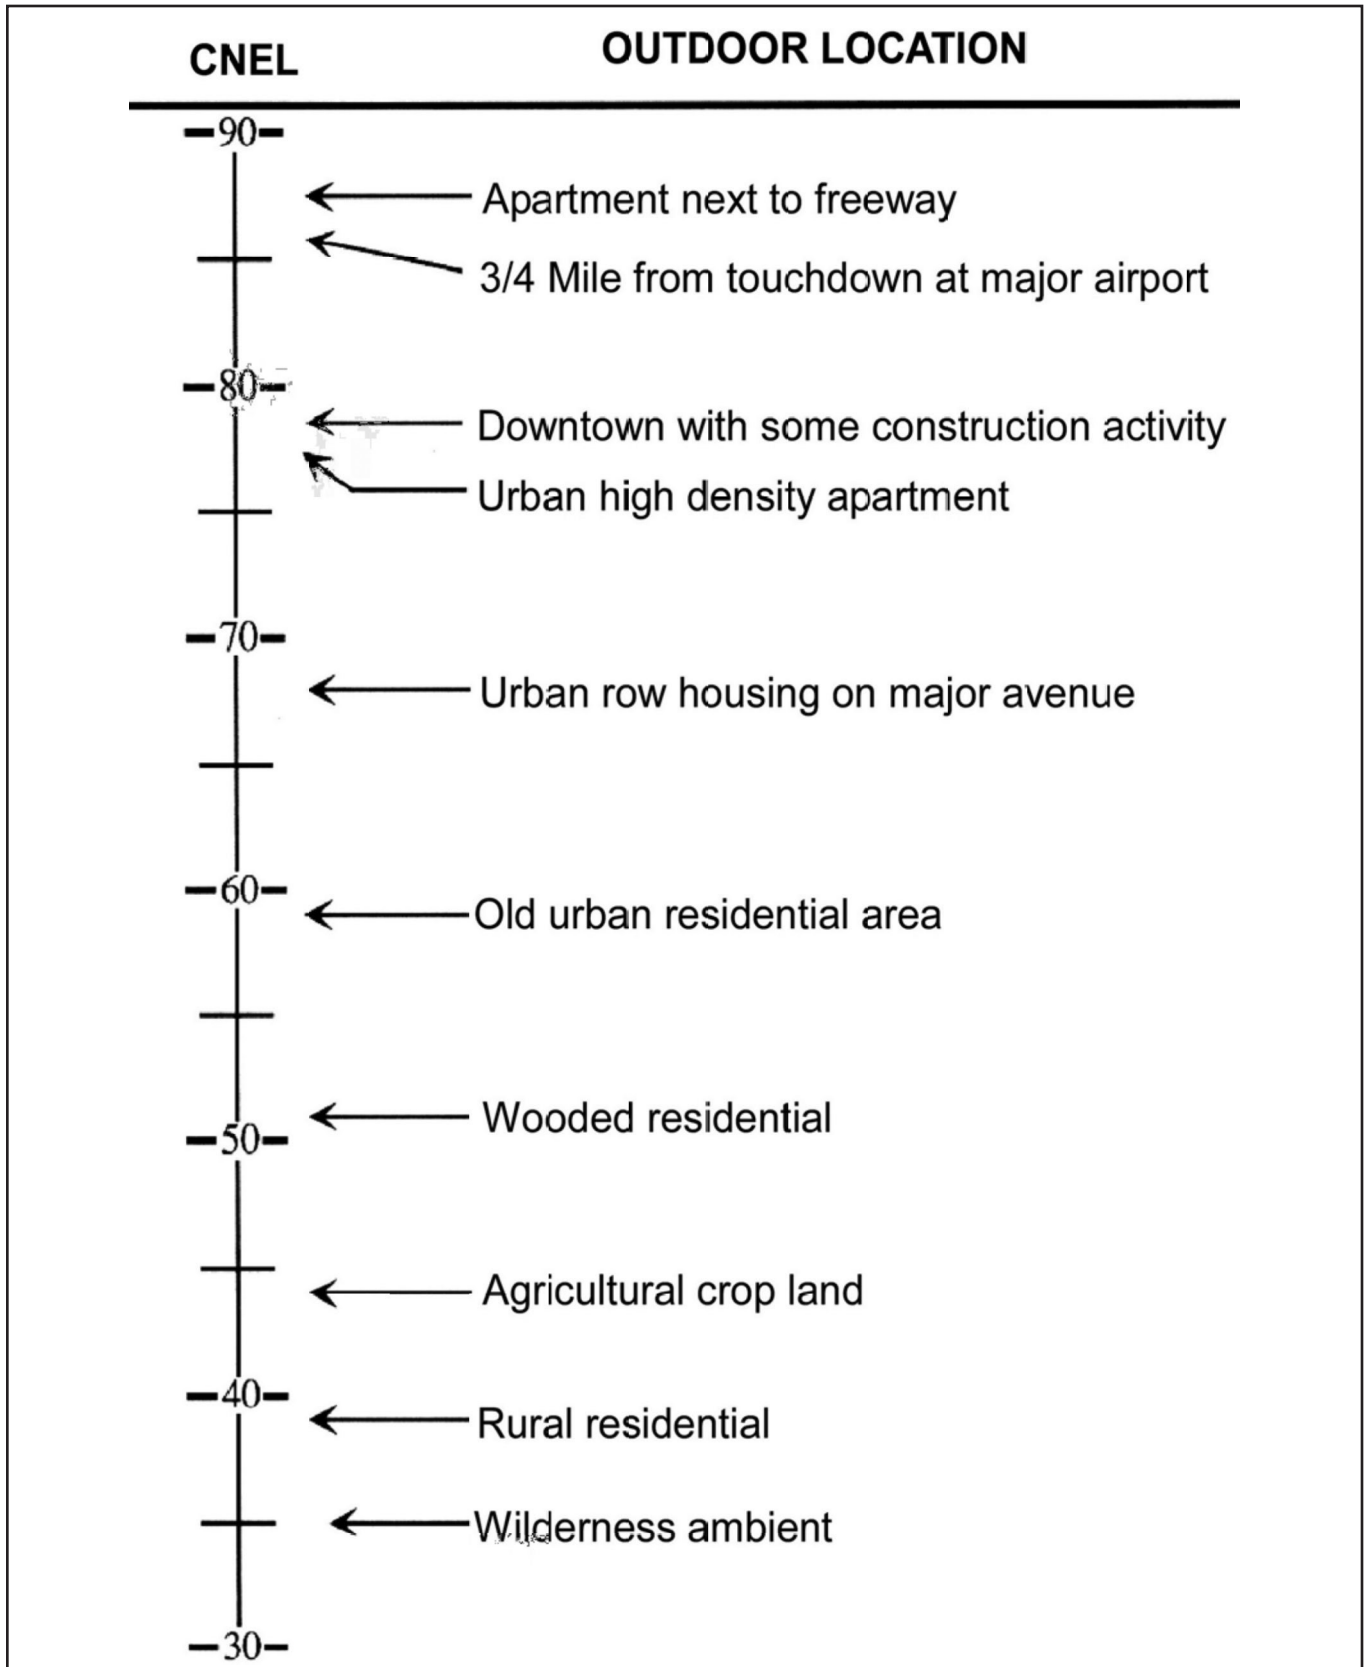 CNEL OUTDOOR LOCATION
90
Apartment next to freeway
3/4 Mile from touchdown at major airport
80
Downtown with some construction activity
Urban high density apartment
70
Urban row housing on major avenue
60
Old urban residential area
Wooded residential
50
Agricultural crop land
40
Rural residential
Wilderness ambient
30